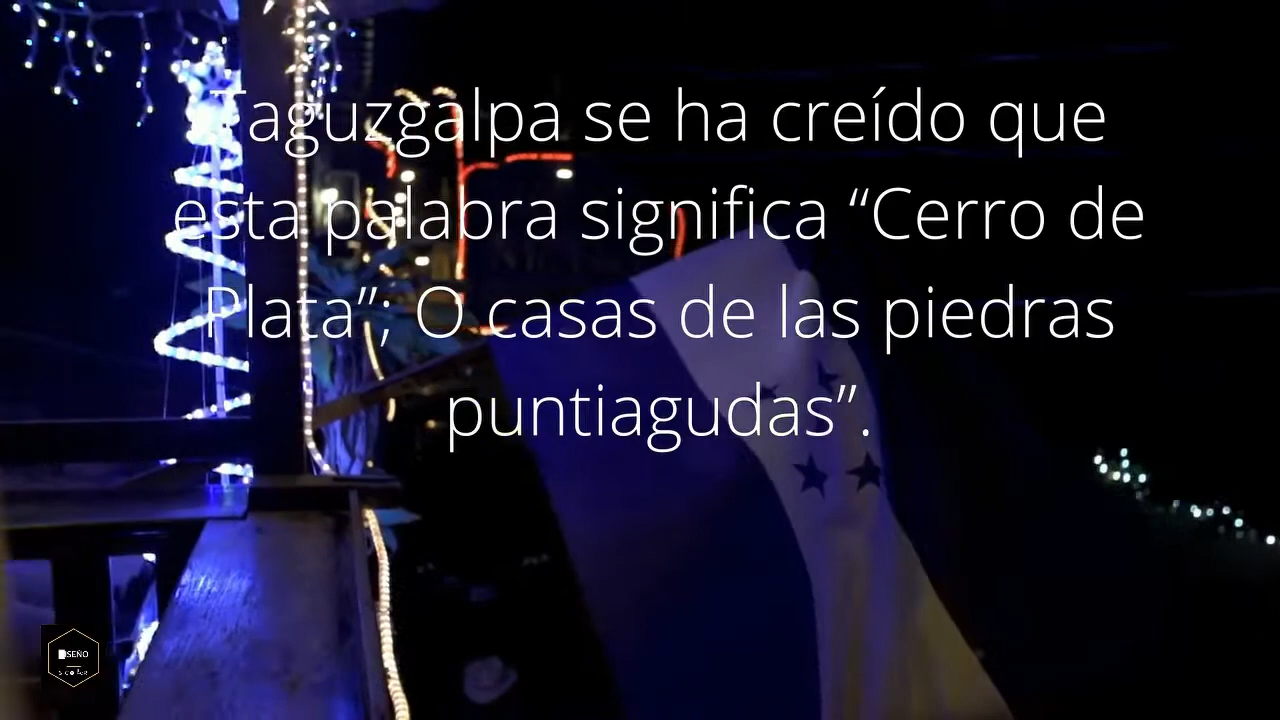 Taguzgalpa se ha creído que
esta palabra significa “Cerro de
Plata”; O casas de las piedras
puntiagudas”.